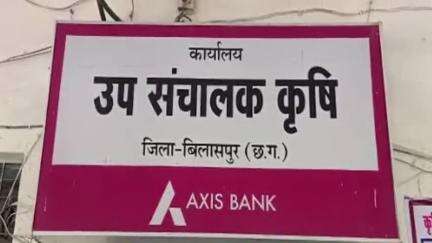 कार्यालय
उप संचालक कृषि
जिला-बिलासपुर (छ.ग.)
AXIS BANK